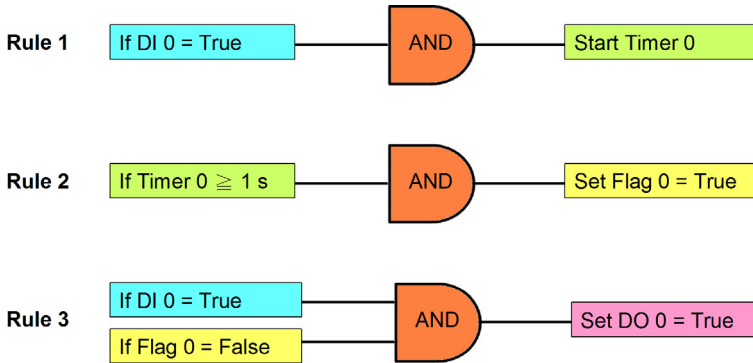 Rule 1
If DI 0 = True
AND
Start Timer 0
Rule 2
If Timer 0 ≧ 1 s
AND
Set Flag 0 = True
Rule 3
If DI 0 = True
If Flag 0 = False
AND
Set DO 0 = True